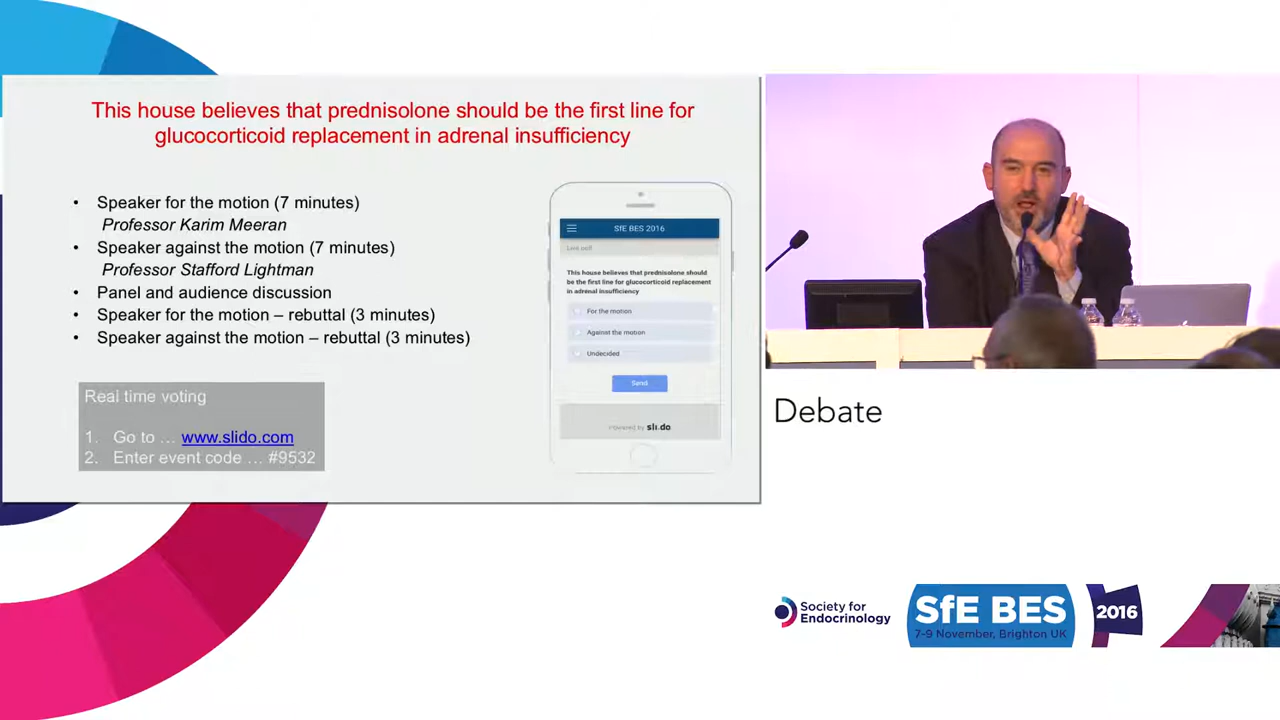 This house believes that prednisolone should be the first line for
glucocorticoid replacement in adrenal insufficiency
• Speaker for the motion (7 minutes)
Professor Karim Meeran
• Speaker against the motion (7 minutes)
Professor Stafford Lightman
• Panel and audience discussion
• Speaker for the motion – rebuttal (3 minutes)
• Speaker against the motion – rebuttal (3 minutes)
Real time voting
1. Go to … www.slido.com
2. Enter event code … #9532
SfE BES 2016
Live poll
This house believes that prednisolone should
be the first line for glucocorticoid replacement
in adrenal insufficiency
For the motion
Against the motion
Undecided
Send
Powered by sli.do
Debate
Society for
Endocrinology
SfE BES
7-9 November, Brighton UK
2016